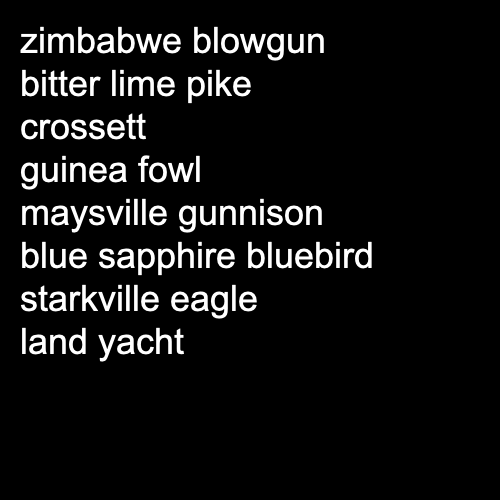 zimbabwe blowgun
bitter lime pike
crossett
guinea fowl
maysville gunnison
blue sapphire bluebird
starkville eagle
land yacht